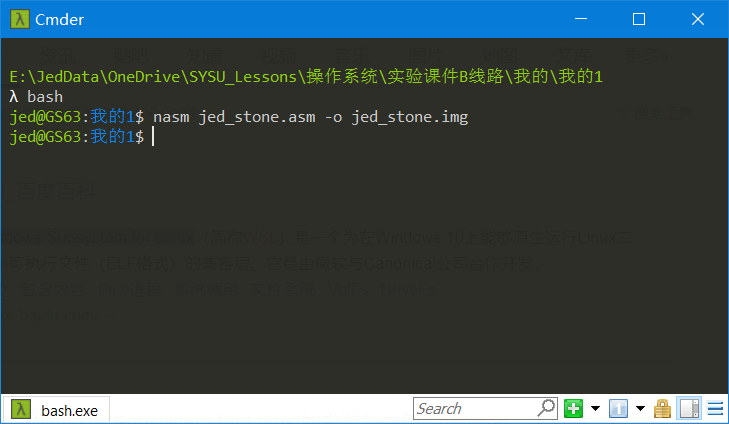 Cmder
E:\JedData\OneDrive\SYSU_Lessons\操作系统\实验课件B线路\我的\我的1
λ bash
jed@GS63:我的1$ nasm jed_stone.asm -o jed_stone.img
jed@GS63:我的1$
bash.exe
Search